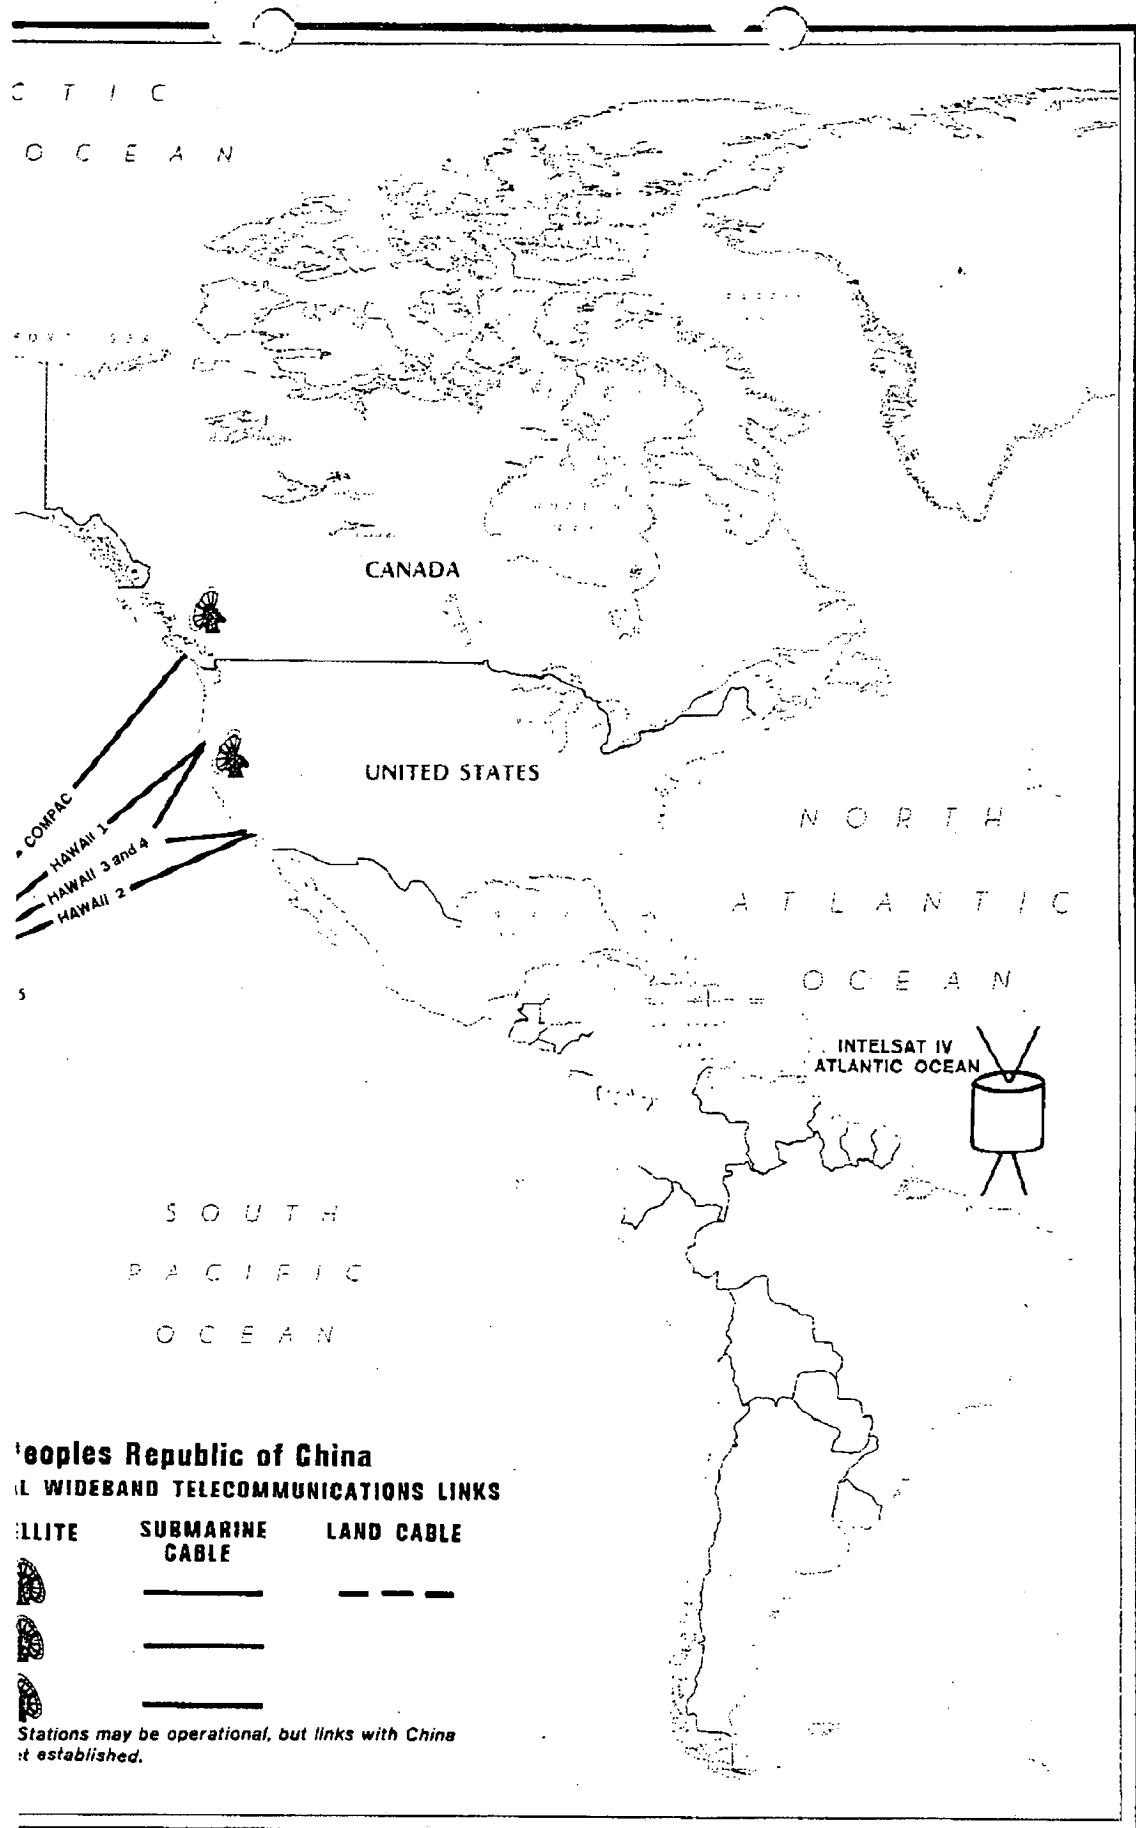 C T I C
O C E A N
CANADA
UNITED STATES
COMPAC
HAWAII 1
HAWAII 3 and 4
HAWAII 2
N O R T H
A T L A N T I C
O C E A N
S
INTELSAT IV
ATLANTIC OCEAN
S O U T H
P A C I F I C
O C E A N
eoples Republic of China
L WIDEBAND TELECOMMUNICATIONS LINKS
LLITE SUBMARINE CABLE LAND CABLE
Stations may be operational, but links with China
et established.